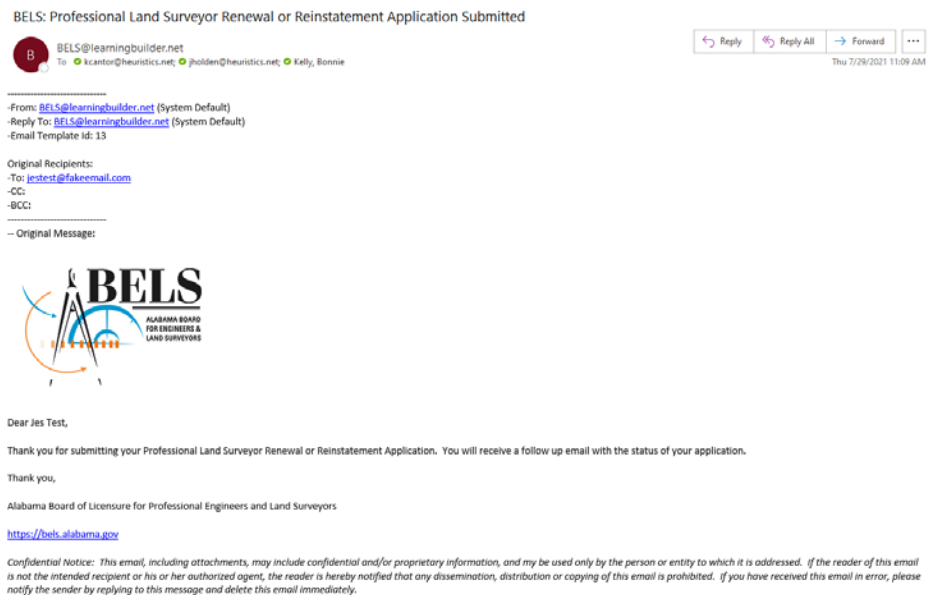 BELS: Professional Land Surveyor Renewal or Reinstatement Application Submitted
B
BELS@learningbuilder.net
To kcantor@heuristics.net; jholden@heuristics.net; Kelly, Bonnie
Reply
Reply All
Forward
...
Thu 7/29/2021 11:09 AM
------------------------------
-From: BELS@learningbuilder.net (System Default)
-Reply To: BELS@learningbuilder.net (System Default)
-Email Template Id: 13
Original Recipients:
-To: jestest@fakeemail.com
-CC:
-BCC:
------------------------------
-- Original Message:
BELS
ALABAMA BOARD
FOR ENGINEERS &
LAND SURVEYORS
Dear Jes Test,
Thank you for submitting your Professional Land Surveyor Renewal or Reinstatement Application.  You will receive a follow up email with the status of your application.
Thank you,
Alabama Board of Licensure for Professional Engineers and Land Surveyors
https://bels.alabama.gov
Confidential Notice:  This email, including attachments, may include confidential and/or proprietary information, and my be used only by the person or entity to which it is addressed.  If the reader of this email
is not the intended recipient or his or her authorized agent, the reader is hereby notified that any dissemination, distribution or copying of this email is prohibited.  If you have received this email in error, please
notify the sender by replying to this message and delete this email immediately.